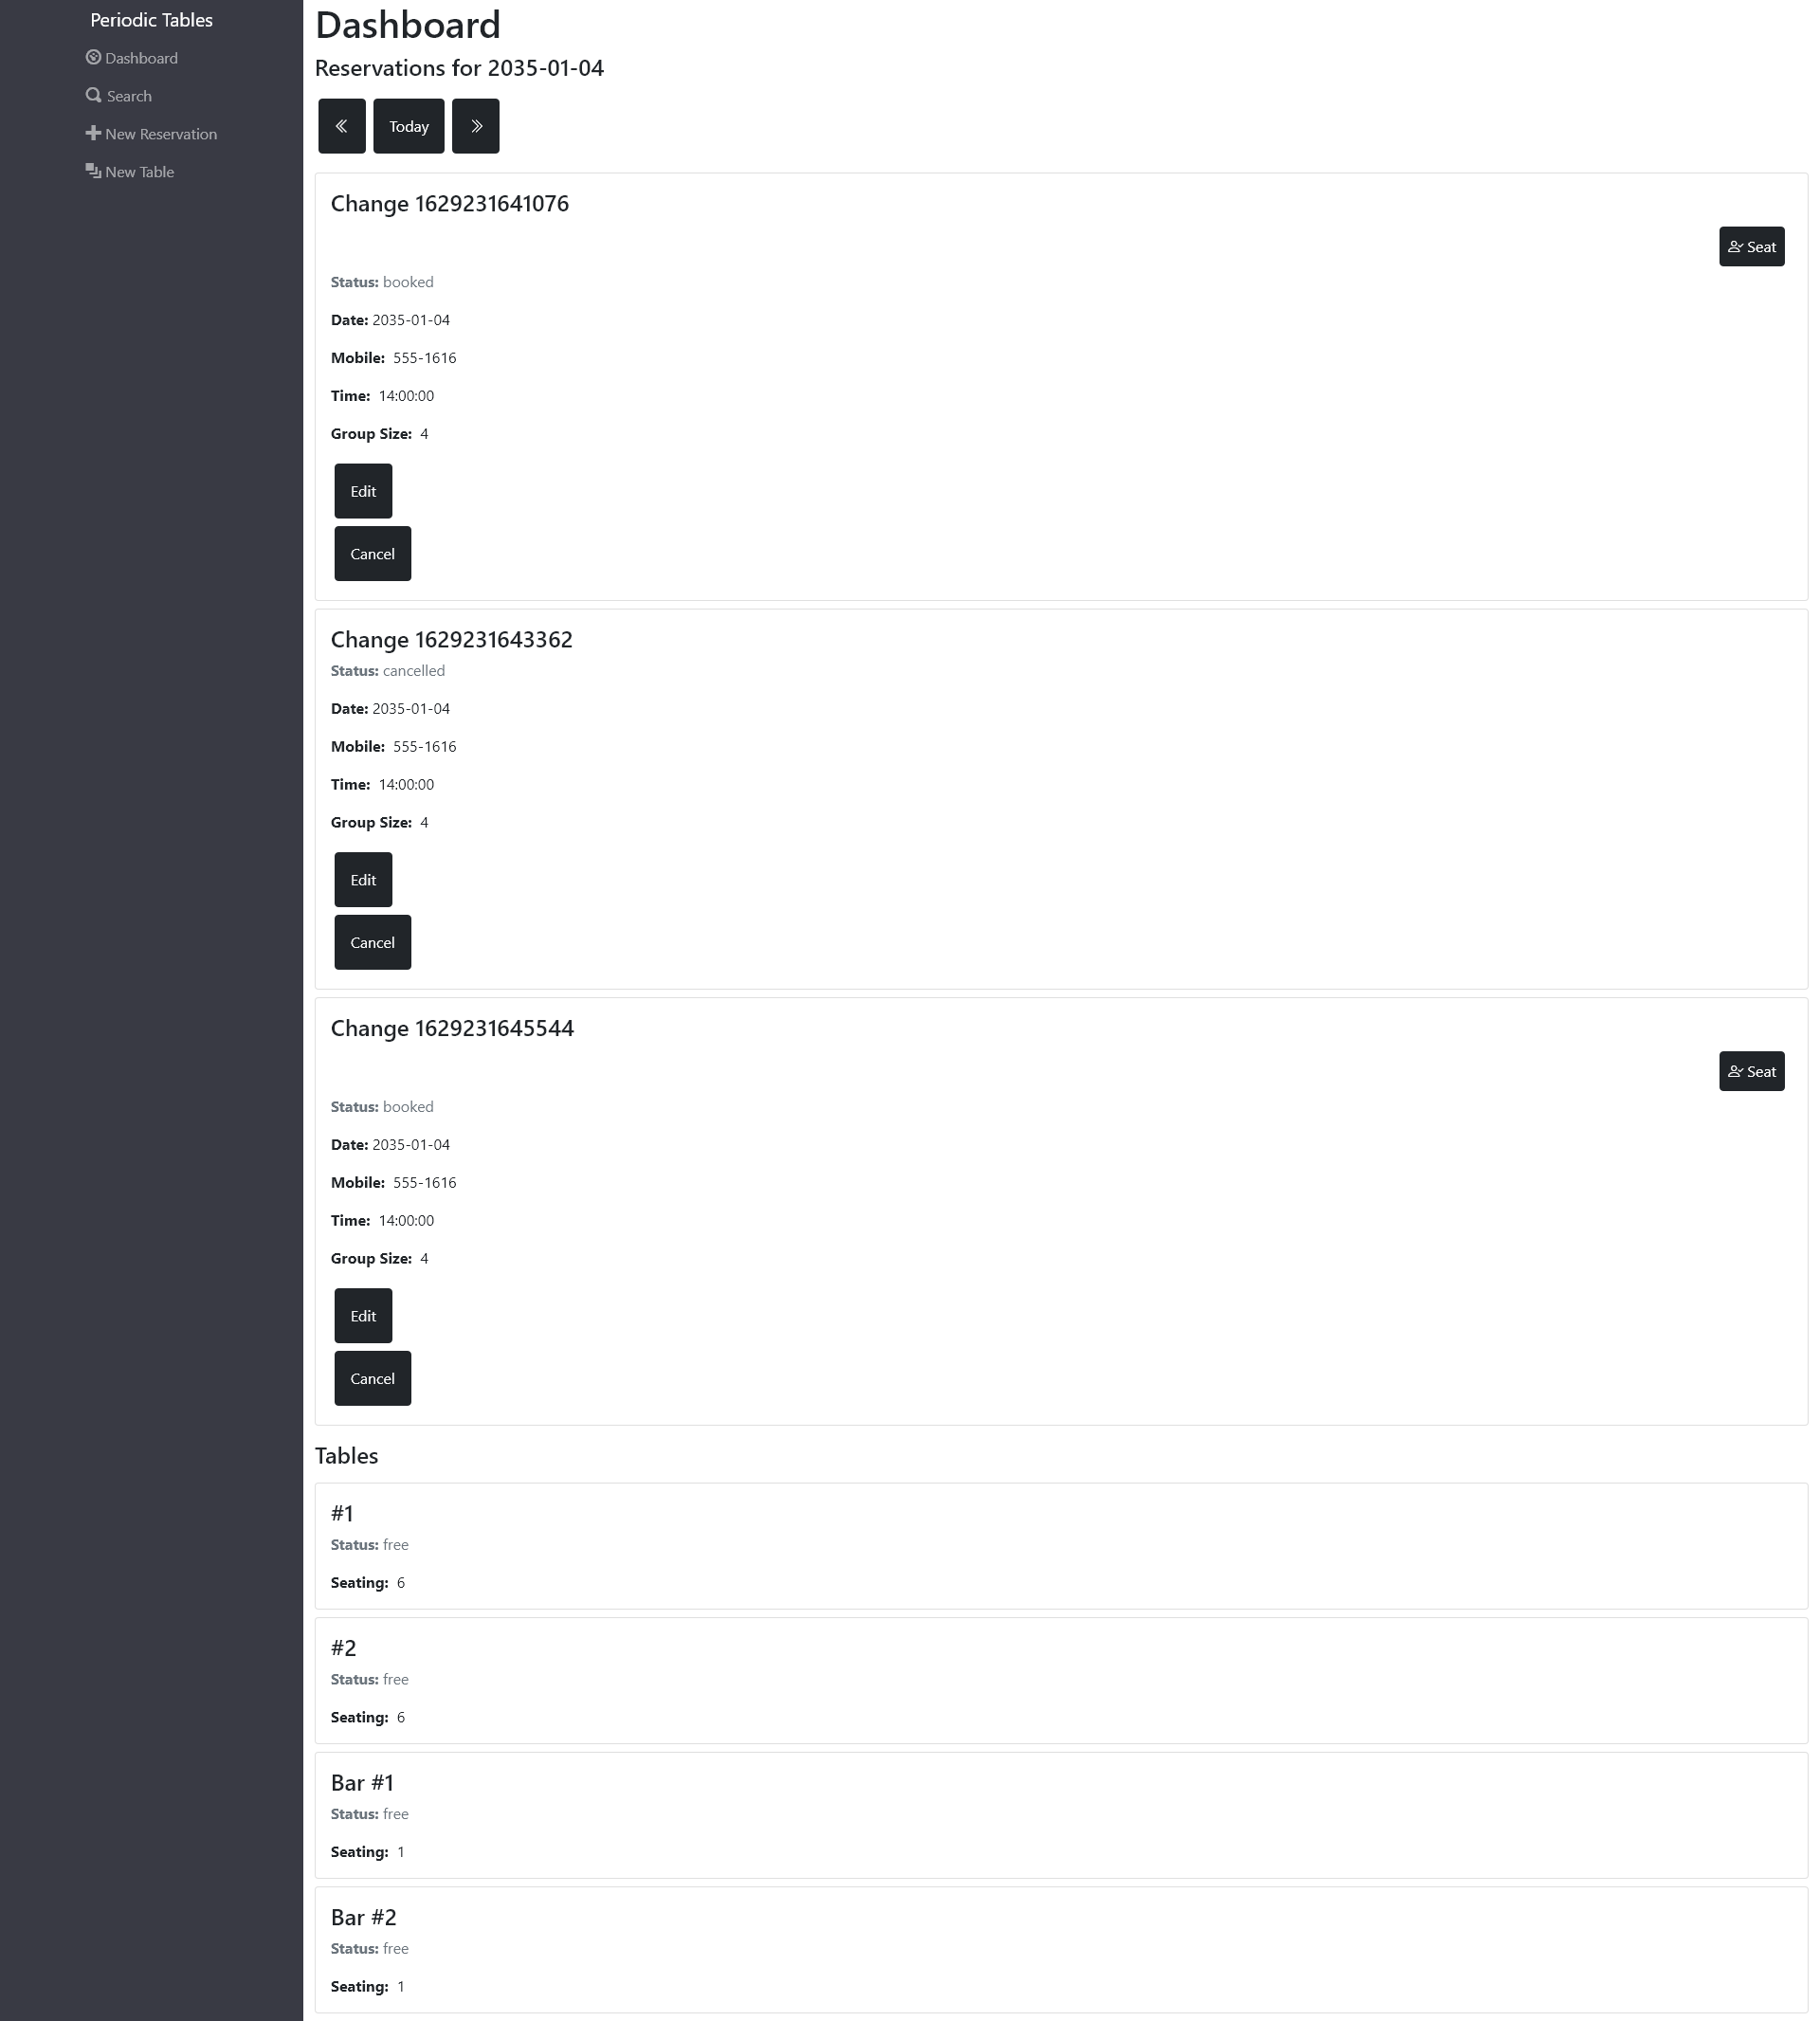 Periodic Tables
Dashboard
Search
New Reservation
New Table
Dashboard
Reservations for 2035-01-04
Today
Change 1629231641076
Seat
Status: booked
Date: 2035-01-04
Mobile: 555-1616
Time: 14:00:00
Group Size: 4
Edit
Cancel
Change 1629231643362
Status: cancelled
Date: 2035-01-04
Mobile: 555-1616
Time: 14:00:00
Group Size: 4
Edit
Cancel
Change 1629231645544
Seat
Status: booked
Date: 2035-01-04
Mobile: 555-1616
Time: 14:00:00
Group Size: 4
Edit
Cancel
Tables
#1
Status: free
Seating: 6
#2
Status: free
Seating: 6
Bar #1
Status: free
Seating: 1
Bar #2
Status: free
Seating: 1